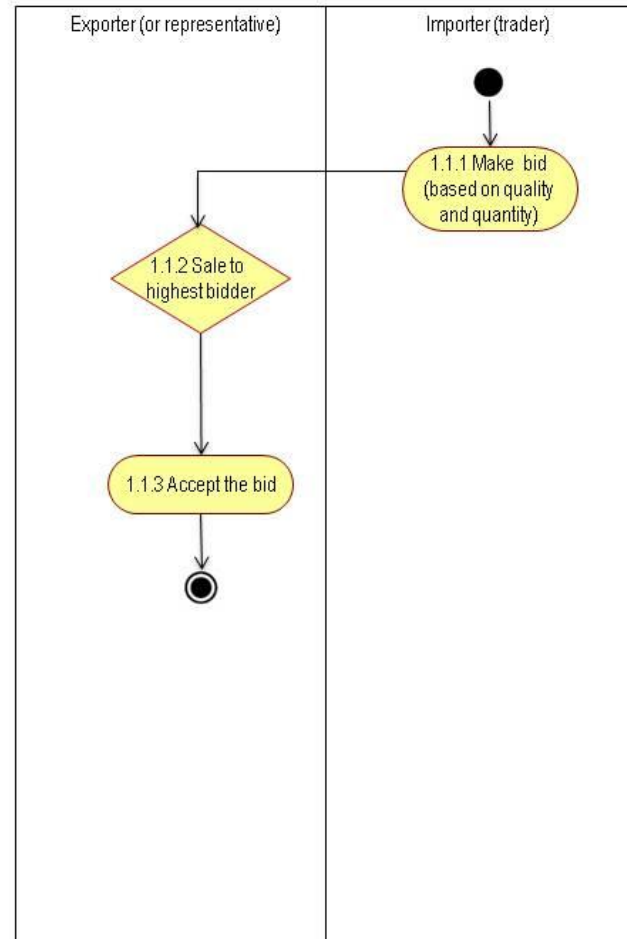 Exporter (or representative)
Importer (trader)
1.1.1 Make bid
(based on quality
and quantity)
1.1.2 Sale to
highest bidder
1.1.3 Accept the bid